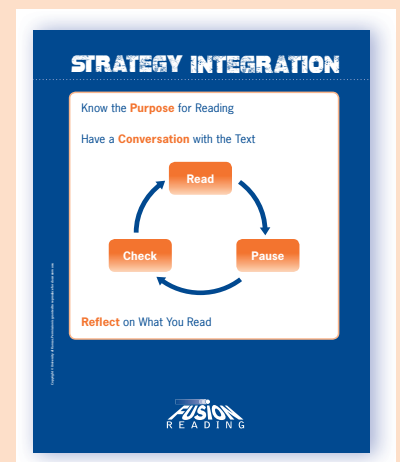 STRATEGY INTEGRATION
Know the Purpose for Reading
Have a Conversation with the Text
Read
Check
Pause
Reflect on What You Read
FUSION
READING